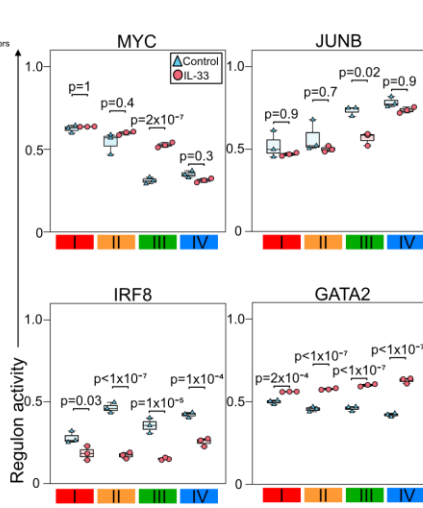 ors
MYC
Control
IL-33
1.0
0.5
0
p=1
p=0.4
p=2x10⁻⁷
p=0.3
I II III IV
JUNB
1.0
0.5
0
p=0.9
p=0.7
p=0.02
p=0.9
I II III IV
Regulon activity
IRF8
1.0
0.5
0
p=0.03
p<1x10⁻⁷
p=1x10⁻⁵
p=1x10⁻⁴
I II III IV
GATA2
1.0
0.5
0
p=2x10⁻⁴
p<1x10⁻⁷
p<1x10⁻⁷
p<1x10⁻⁷
I II III IV